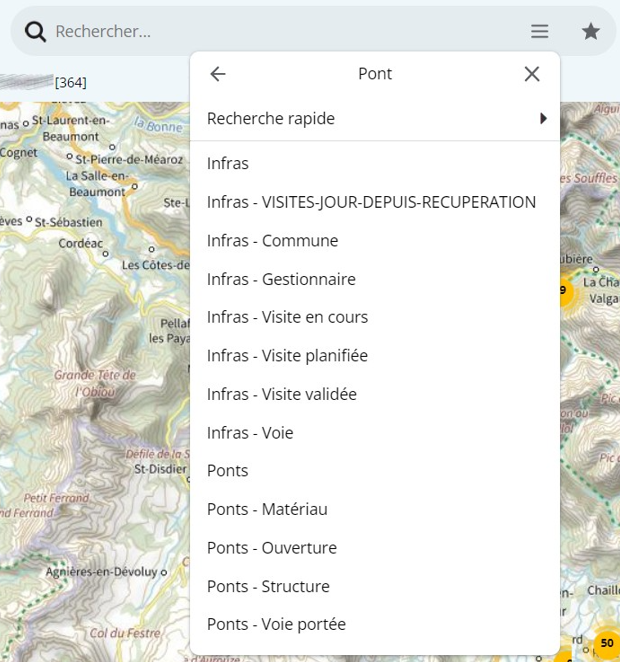 Rechercher...
[364]
Pont
Recherche rapide
Infras
Infras - VISITES-JOUR-DEPUIS-RECUPERATION
Infras - Commune
Infras - Gestionnaire
Infras - Visite en cours
Infras - Visite planifiée
Infras - Visite validée
Infras - Voie
Ponts
Ponts - Matériau
Ponts - Ouverture
Ponts - Structure
Ponts - Voie portée
St-Laurent-en-
Beaumont
la Bonne
Cognet
St-Pierre-de-Méaroz
La Salle-en-
Beaumont
Ste-L
St-Sébastien
Cordéac
Les Côtes-de
Pellaf
les Paya
Grande Tête de
l'Obiou
Défile de la S
St-Disdier
Petit Ferrand
nd Ferrand
Agnières-en-Dévoluy
Col du Festre
d'Aurouze
Aigui
es Souffles
ubière
9
La Cha
Valga
Pic
Pic
Chaill
50